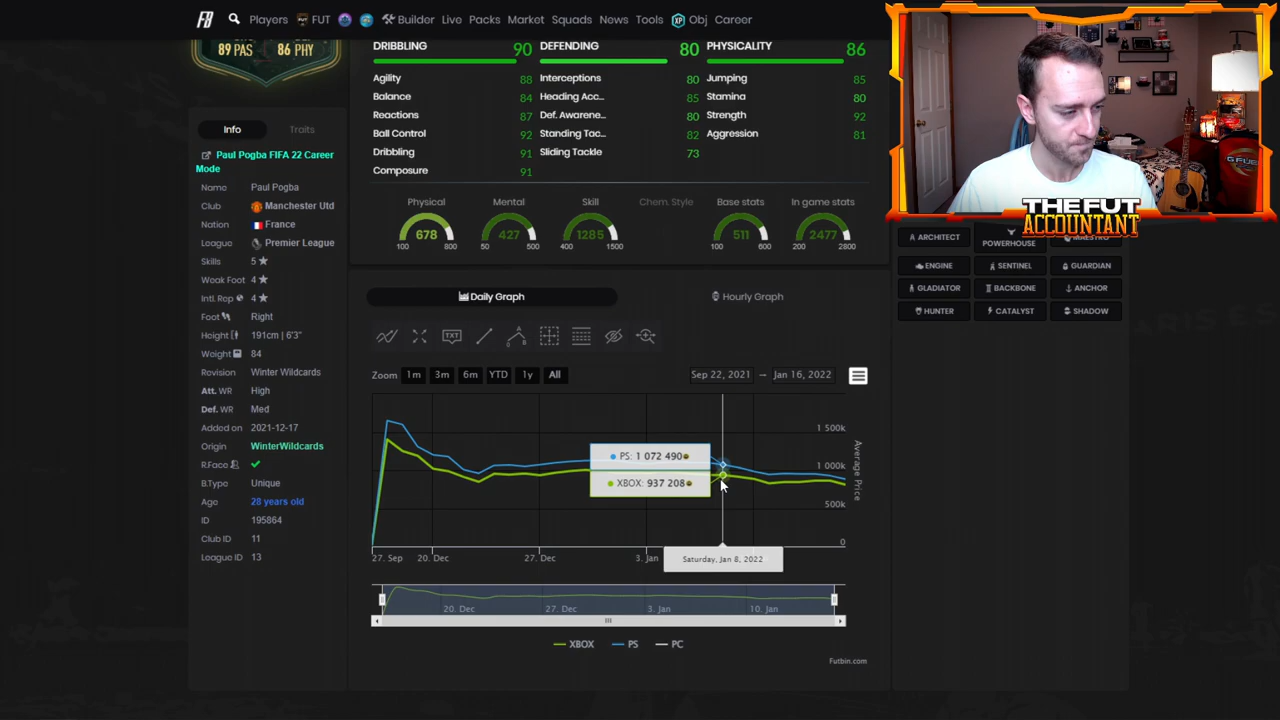 FB Players FUT Builder Live Packs Market Squads News Tools XP Obj Career
89 PAS 86 PHY
DRIBBLING 90 DEFENDING 80 PHYSICALITY 86
Agility 88 Interceptions 80 Jumping 85
Balance 84 Heading Acc... 85 Stamina 80
Reactions 87 Def. Awarene... 80 Strength 92
Ball Control 92 Standing Tac... 82 Aggression 81
Dribbling 91 Sliding Tackle 73
Composure 91
Info Traits
Paul Pogba FIFA 22 Career
Mode
Name Paul Pogba
Club Manchester Utd
Nation France
League Premier League
Skills 5
Weak Foot 4
Intl. Rep 4
Foot Right
Height 191cm | 6'3"
Weight 84
Revision Winter Wildcards
Att. WR High
Def. WR Med
Added on 2021-12-17
Origin WinterWildcards
R.Face
B.Type Unique
Age 28 years old
ID 195864
Club ID 11
League ID 13
Physical Mental Skill Chem. Style Base stats In game stats
678 427 1285 511 2477
100 800 50 500 400 1500 100 600 200 2800
Daily Graph Hourly Graph
TXT
Zoom 1m 3m 6m YTD 1y All Sep 22, 2021 → Jan 16, 2022
1 500k
1 000k
500k
0
Average Price
PS: 1 072 490
XBOX: 937 208
27. Sep 20. Dec 27. Dec 3. Jan
Saturday, Jan 8, 2022
20. Dec 27. Dec 3. Jan 10. Jan
XBOX PS PC
Futbin.com
THE FUT
ACCOUNTANT
G FUEL
ARCHITECT POWERHOUSE MAESTRO
ENGINE SENTINEL GUARDIAN
GLADIATOR BACKBONE ANCHOR
HUNTER CATALYST SHADOW